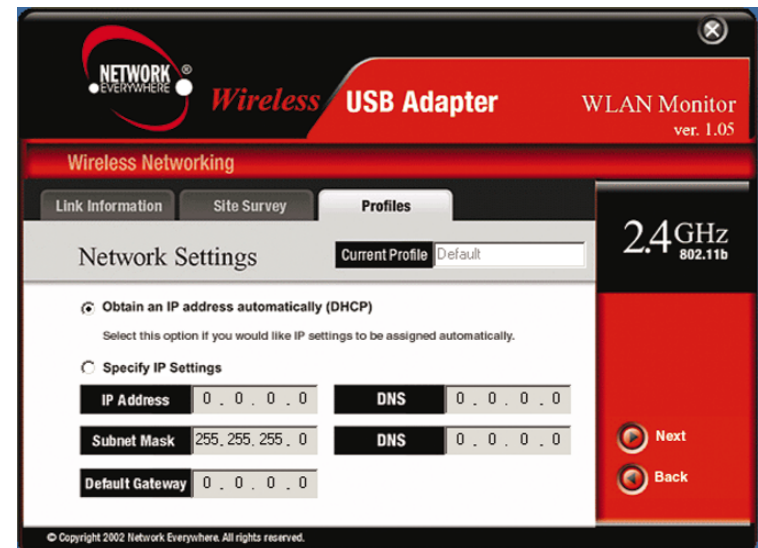 NETWORK ®
EVERYWHERE
Wireless USB Adapter
WLAN Monitor
ver. 1.05
Wireless Networking
Link Information Site Survey Profiles
2.4 GHz
802.11b
Network Settings Current Profile Default
Obtain an IP address automatically (DHCP)
Select this option if you would like IP settings to be assigned automatically.
Specify IP Settings
IP Address 0 . 0 . 0 . 0 DNS 0 . 0 . 0 . 0
Subnet Mask 255. 255. 255 . 0 DNS 0 . 0 . 0 . 0
Default Gateway 0 . 0 . 0 . 0
Next
Back
© Copyright 2002 Network Everywhere. All rights reserved.